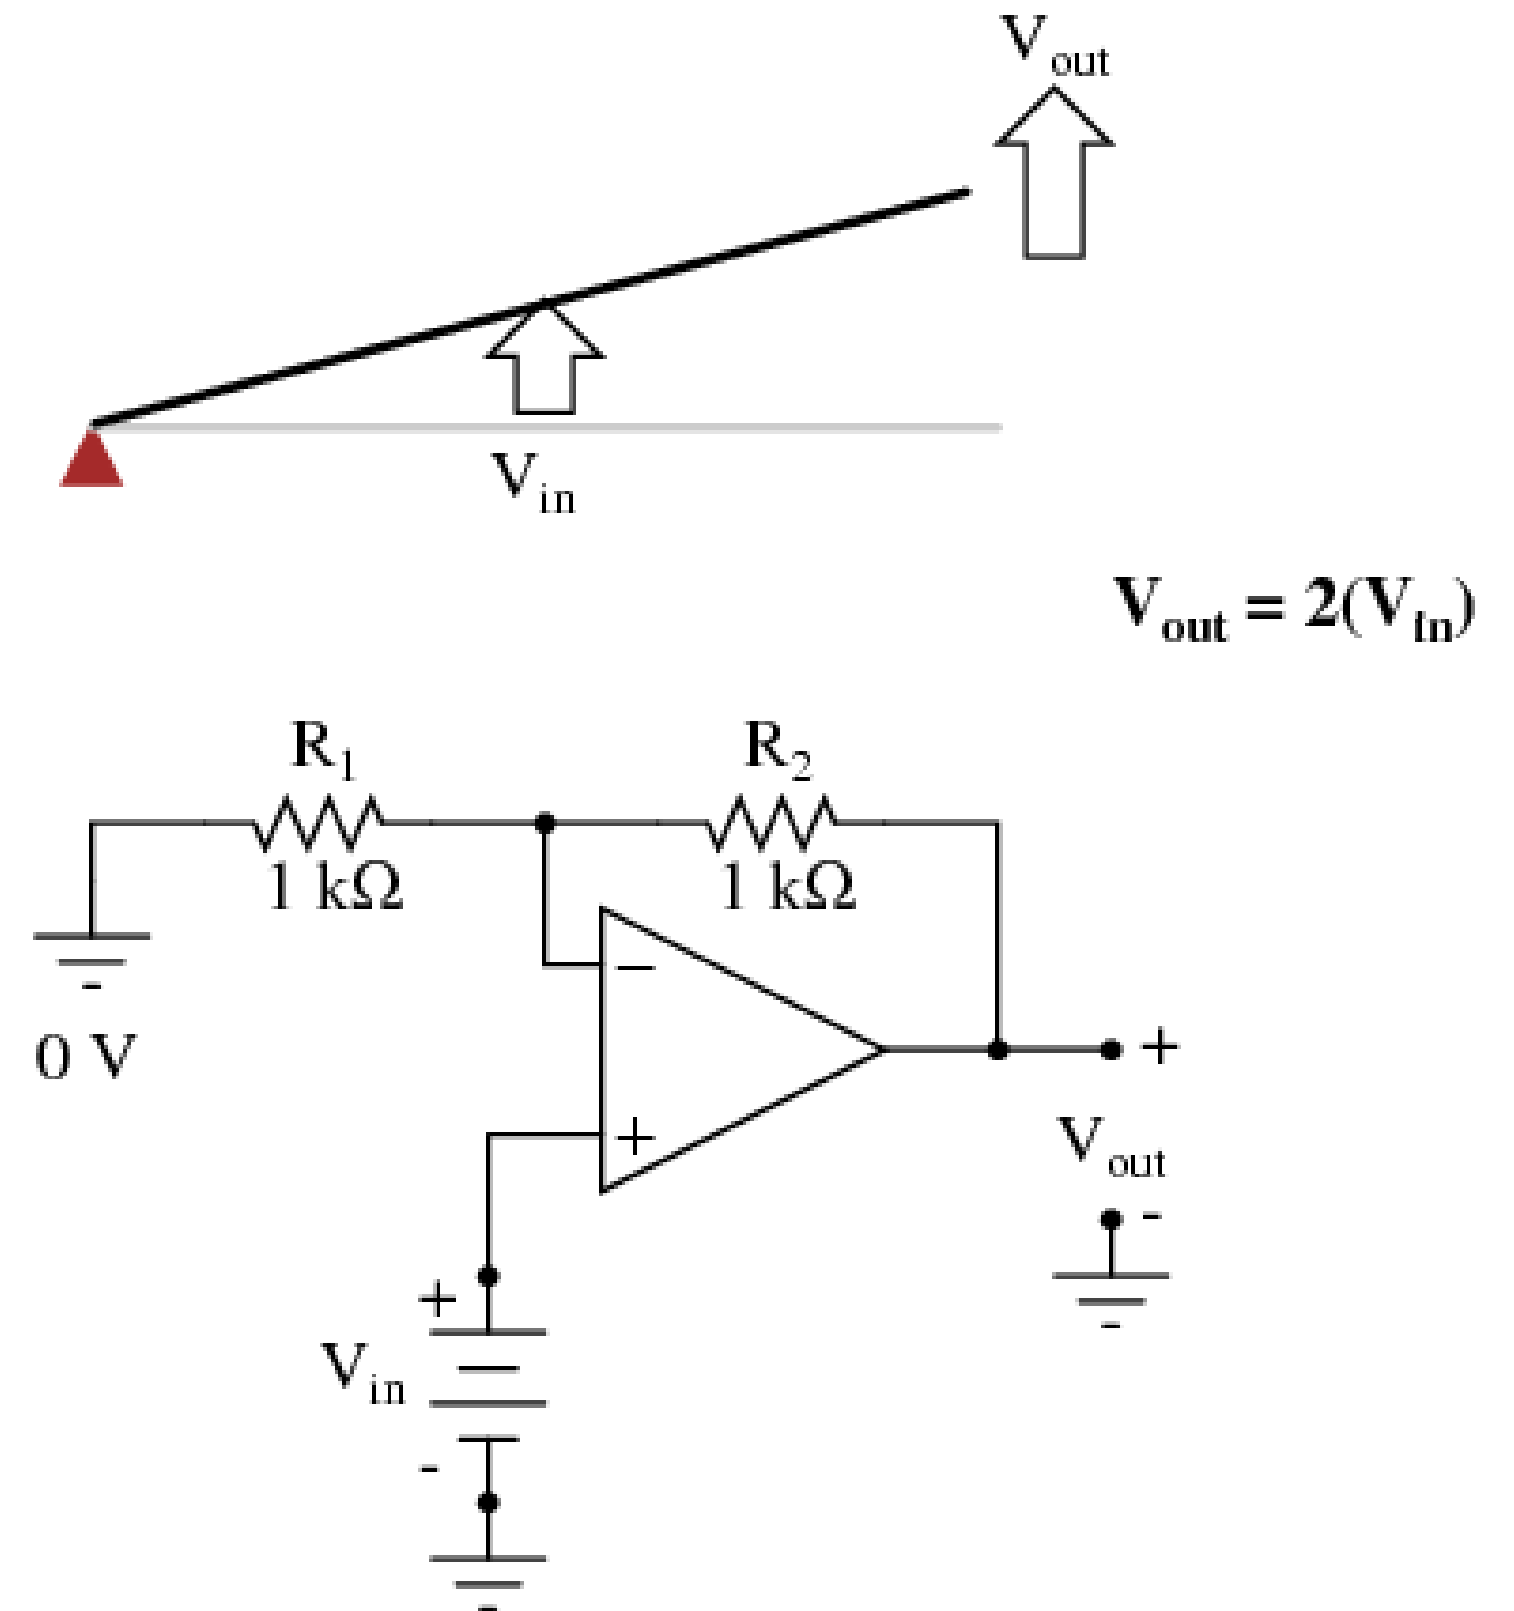 Vout
Vin
Vout = 2(Vin)
R1 R2
1 kΩ 1 kΩ
−
0 V
+
+
Vout
-
+
Vin
-